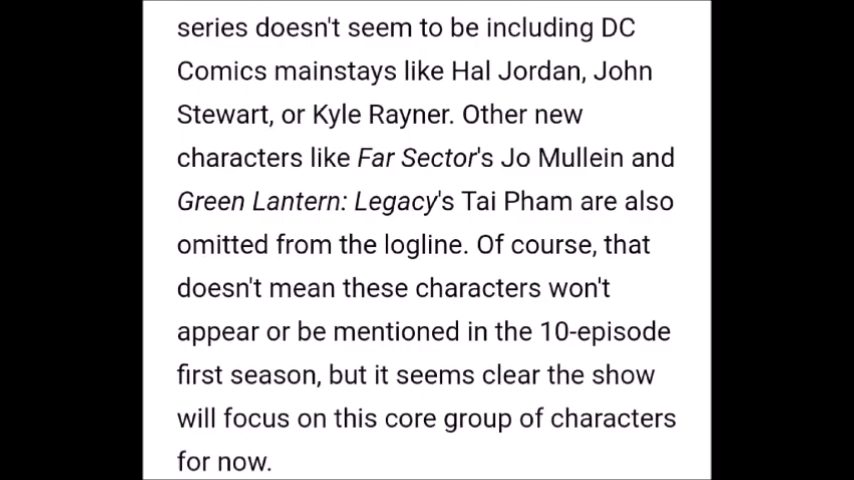 series doesn't seem to be including DC
Comics mainstays like Hal Jordan, John
Stewart, or Kyle Rayner. Other new
characters like Far Sector's Jo Mullein and
Green Lantern: Legacy's Tai Pham are also
omitted from the logline. Of course, that
doesn't mean these characters won't
appear or be mentioned in the 10-episode
first season, but it seems clear the show
will focus on this core group of characters
for now.